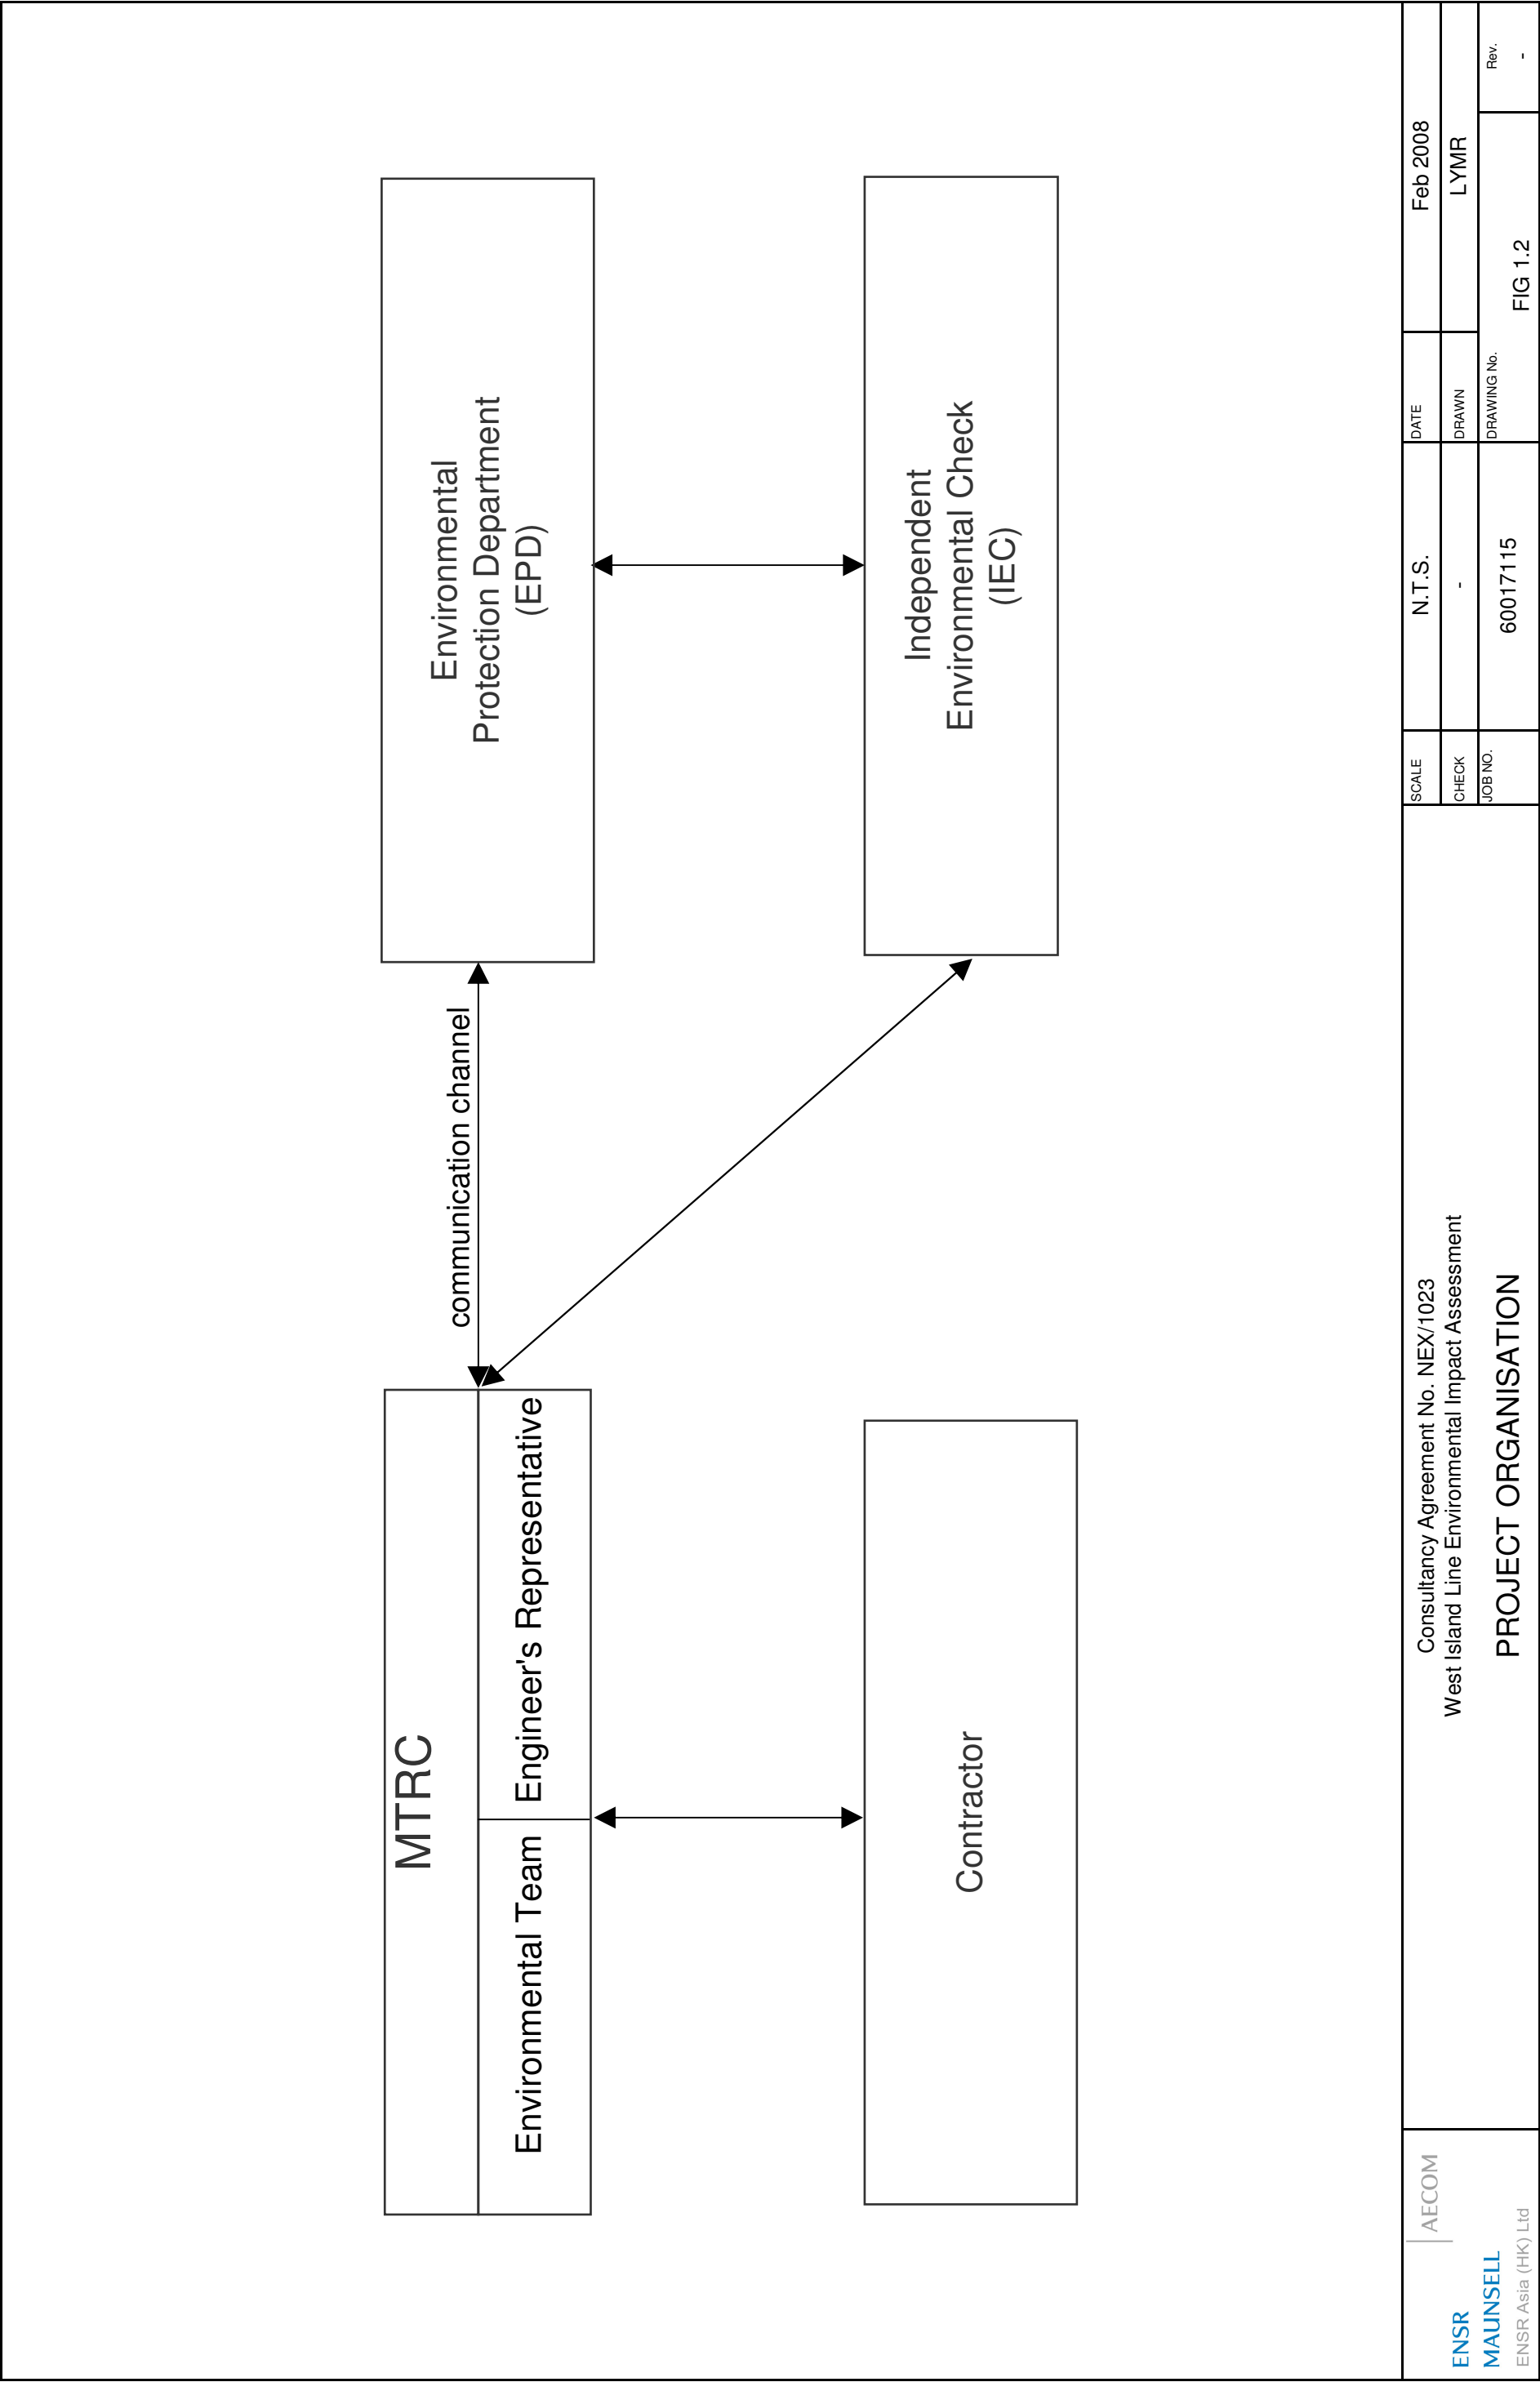 MTRC
Environmental Team
Engineer's Representative
communication channel
Environmental
Protection Department
(EPD)
Contractor
Independent
Environmental Check
(IEC)
ENSR
MAUNSELL
AECOM
ENSR Asia (HK) Ltd
Consultancy Agreement No. NEX/1023
West Island Line Environmental Impact Assessment
PROJECT ORGANISATION
SCALE
N.T.S.
DATE
Feb 2008
CHECK
-
DRAWN
LYMR
JOB NO.
60017115
DRAWING No.
FIG 1.2
Rev.
-